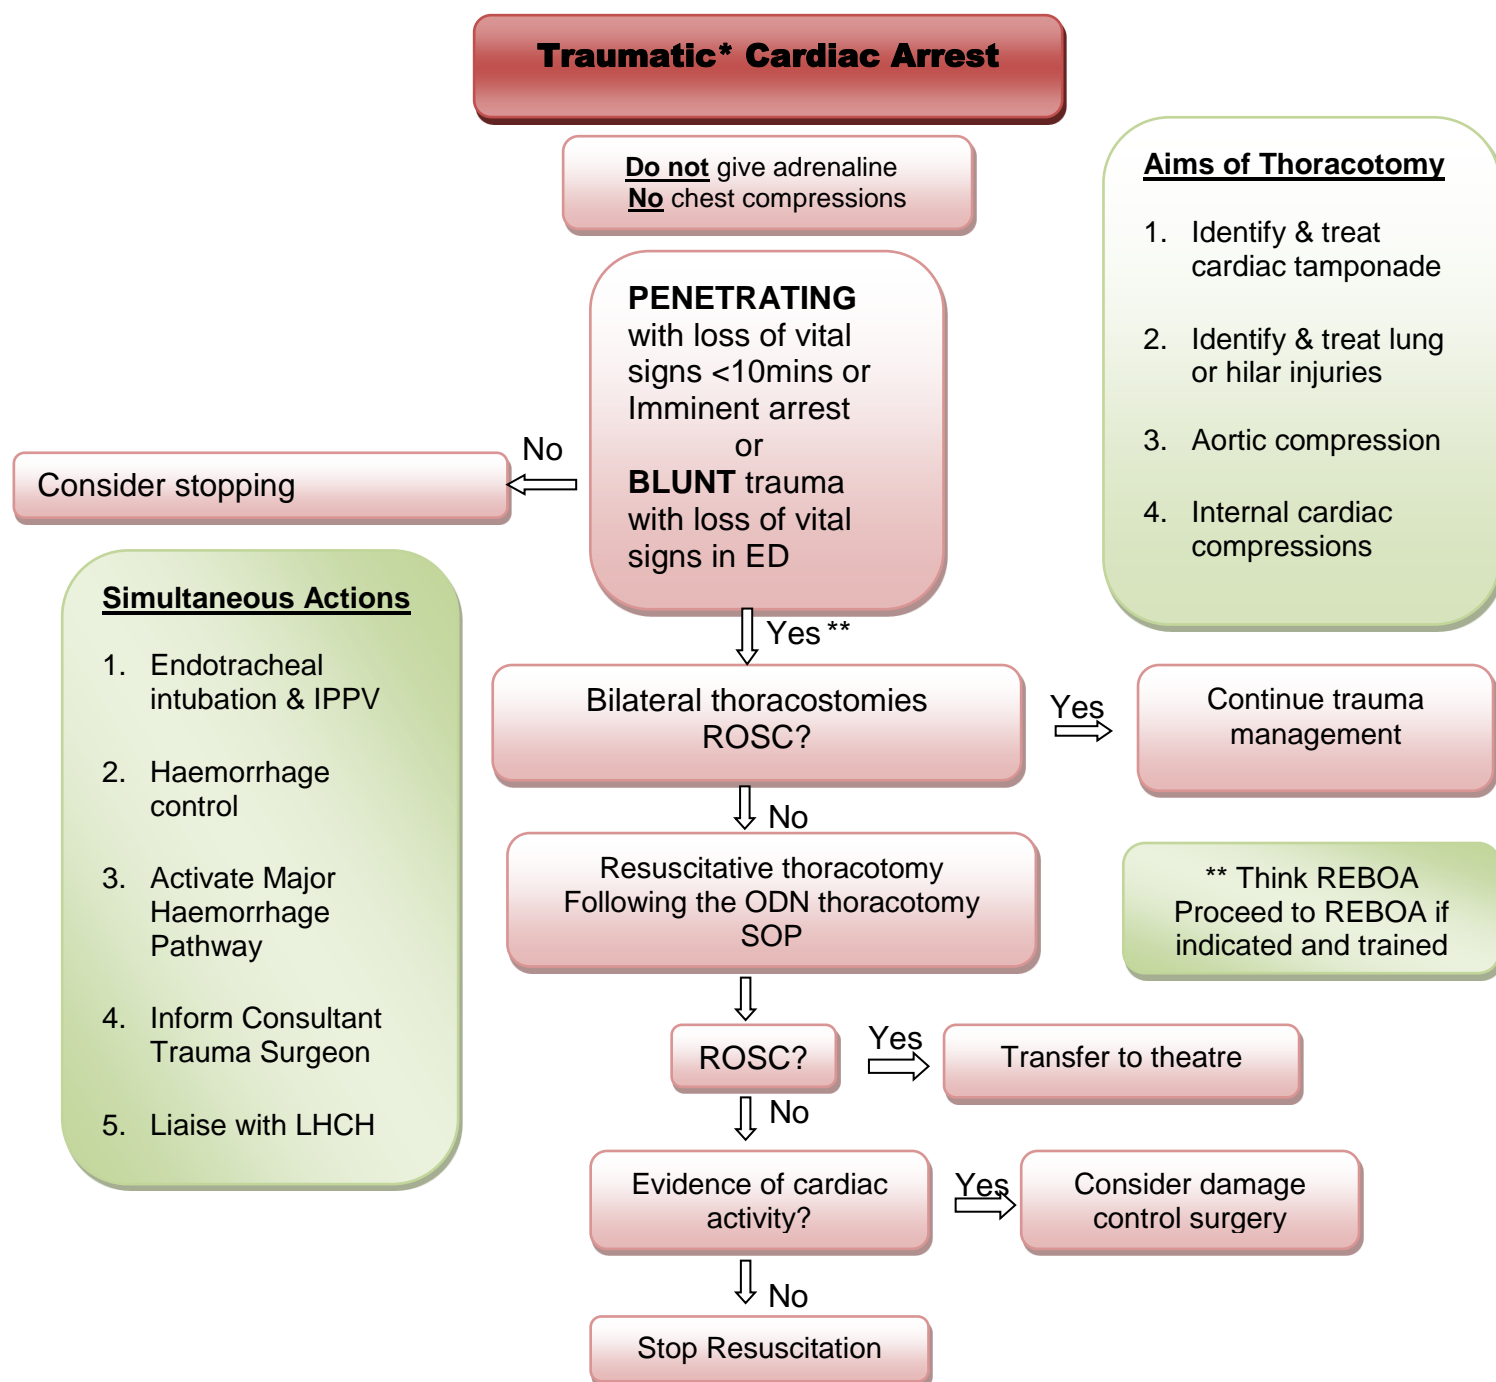 Traumatic* Cardiac Arrest
Do not give adrenaline
No chest compressions
PENETRATING
with loss of vital
signs <10mins or
Imminent arrest
or
BLUNT trauma
with loss of vital
signs in ED
No
Consider stopping
Yes **
Bilateral thoracostomies
ROSC?
Yes
Continue trauma
management
No
Resuscitative thoracotomy
Following the ODN thoracotomy
SOP
ROSC?
Yes
Transfer to theatre
No
Evidence of cardiac
activity?
Yes
Consider damage
control surgery
No
Stop Resuscitation
Simultaneous Actions
1. Endotracheal
intubation & IPPV
2. Haemorrhage
control
3. Activate Major
Haemorrhage
Pathway
4. Inform Consultant
Trauma Surgeon
5. Liaise with LHCH
Aims of Thoracotomy
1. Identify & treat
cardiac tamponade
2. Identify & treat lung
or hilar injuries
3. Aortic compression
4. Internal cardiac
compressions
** Think REBOA
Proceed to REBOA if
indicated and trained